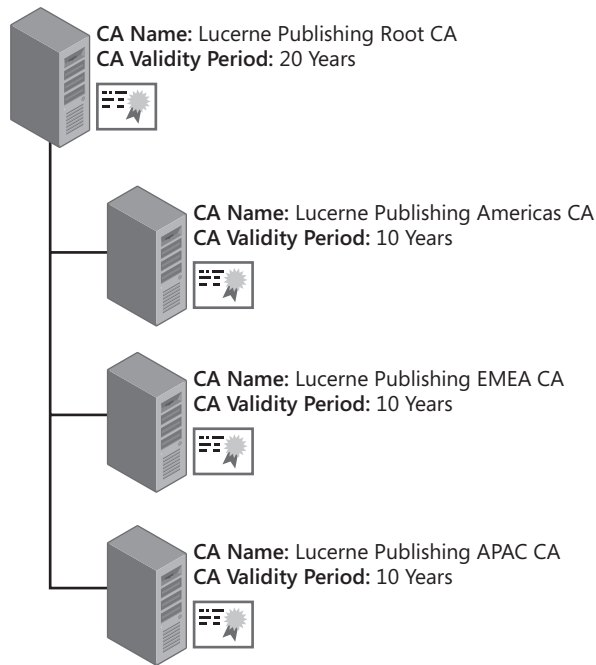 CA Name: Lucerne Publishing Root CA
CA Validity Period: 20 Years
CA Name: Lucerne Publishing Americas CA
CA Validity Period: 10 Years
CA Name: Lucerne Publishing EMEA CA
CA Validity Period: 10 Years
CA Name: Lucerne Publishing APAC CA
CA Validity Period: 10 Years